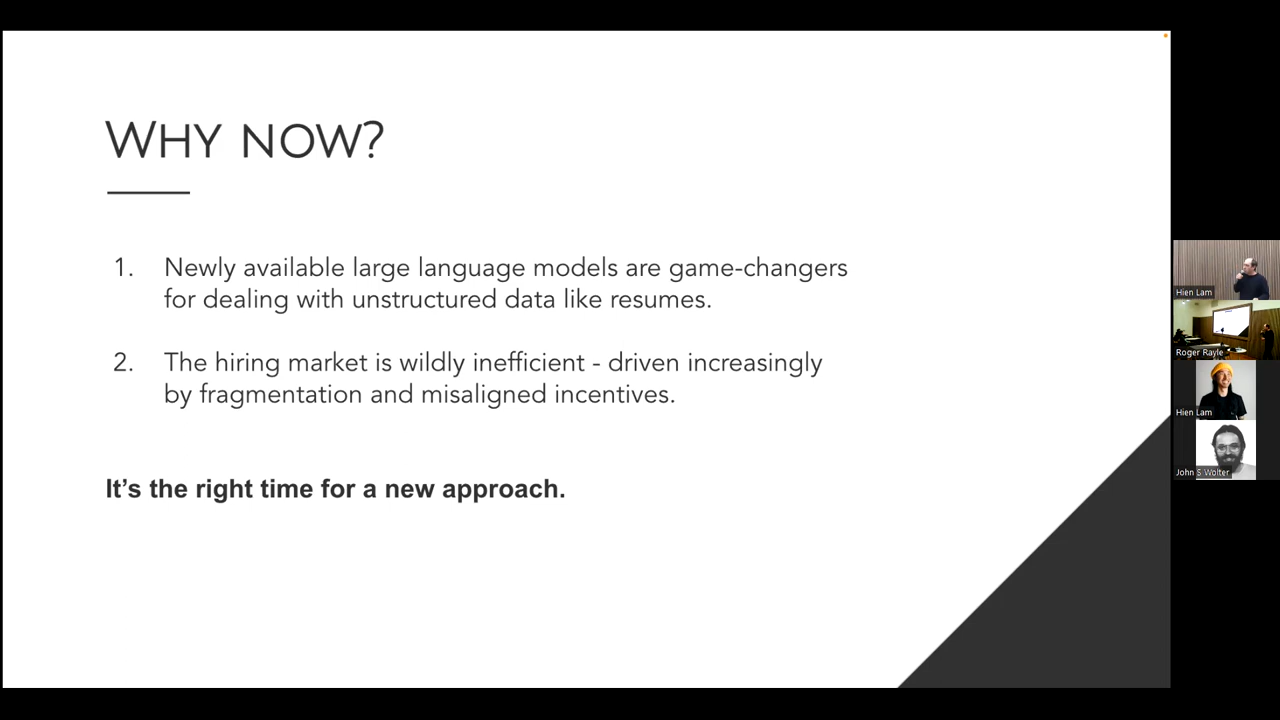 WHY NOW?
1. Newly available large language models are game-changers
for dealing with unstructured data like resumes.
2. The hiring market is wildly inefficient - driven increasingly
by fragmentation and misaligned incentives.
It's the right time for a new approach.
Hien Lam
Roger Rayle
Hien Lam
John S Wolter